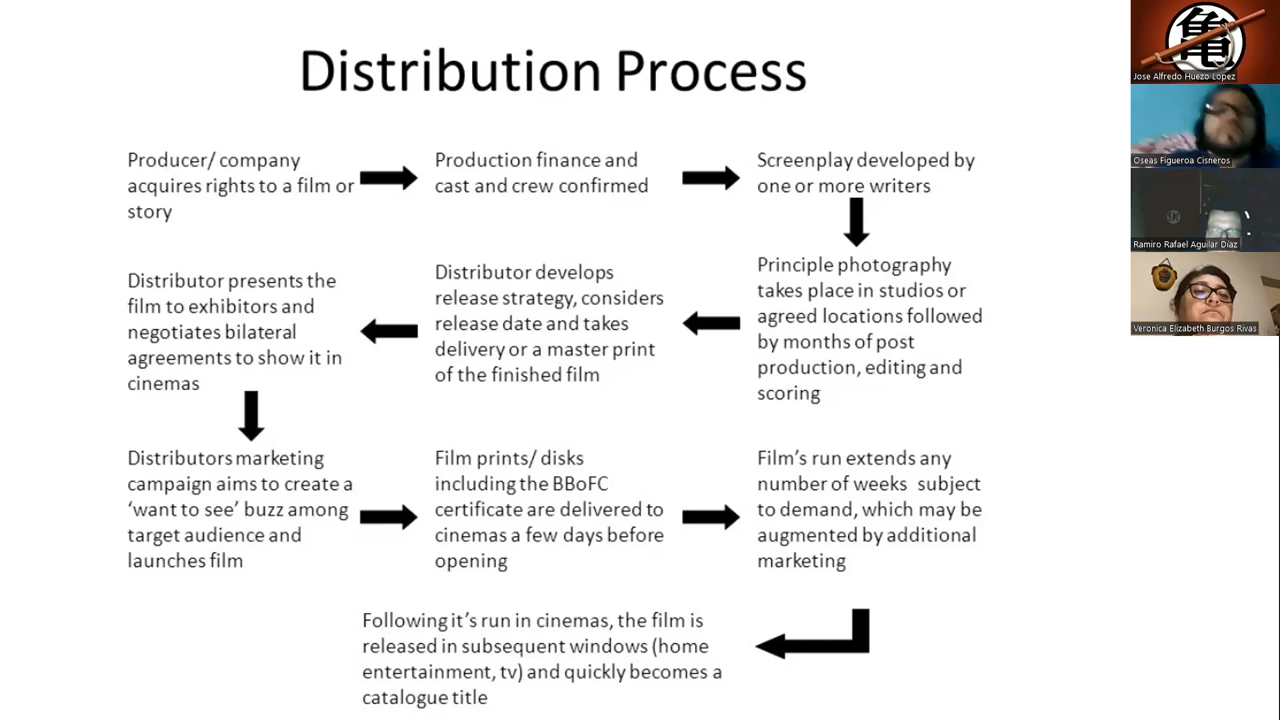 Distribution Process
Producer/ company
acquires rights to a film or
story
Production finance and
cast and crew confirmed
Screenplay developed by
one or more writers
Principle photography
takes place in studios or
agreed locations followed
by months of post
production, editing and
scoring
Distributor develops
release strategy, considers
release date and takes
delivery or a master print
of the finished film
Distributor presents the
film to exhibitors and
negotiates bilateral
agreements to show it in
cinemas
Distributors marketing
campaign aims to create a
‘want to see’ buzz among
target audience and
launches film
Film prints/ disks
including the BBoFC
certificate are delivered to
cinemas a few days before
opening
Film’s run extends any
number of weeks subject
to demand, which may be
augmented by additional
marketing
Following it’s run in cinemas, the film is
released in subsequent windows (home
entertainment, tv) and quickly becomes a
catalogue title
亀
Jose Alfredo Huezo Lopez
Oseas Figueroa Cisneros
Ramiro Rafael Aguilar Díaz
Veronica Elizabeth Burgos Rivas